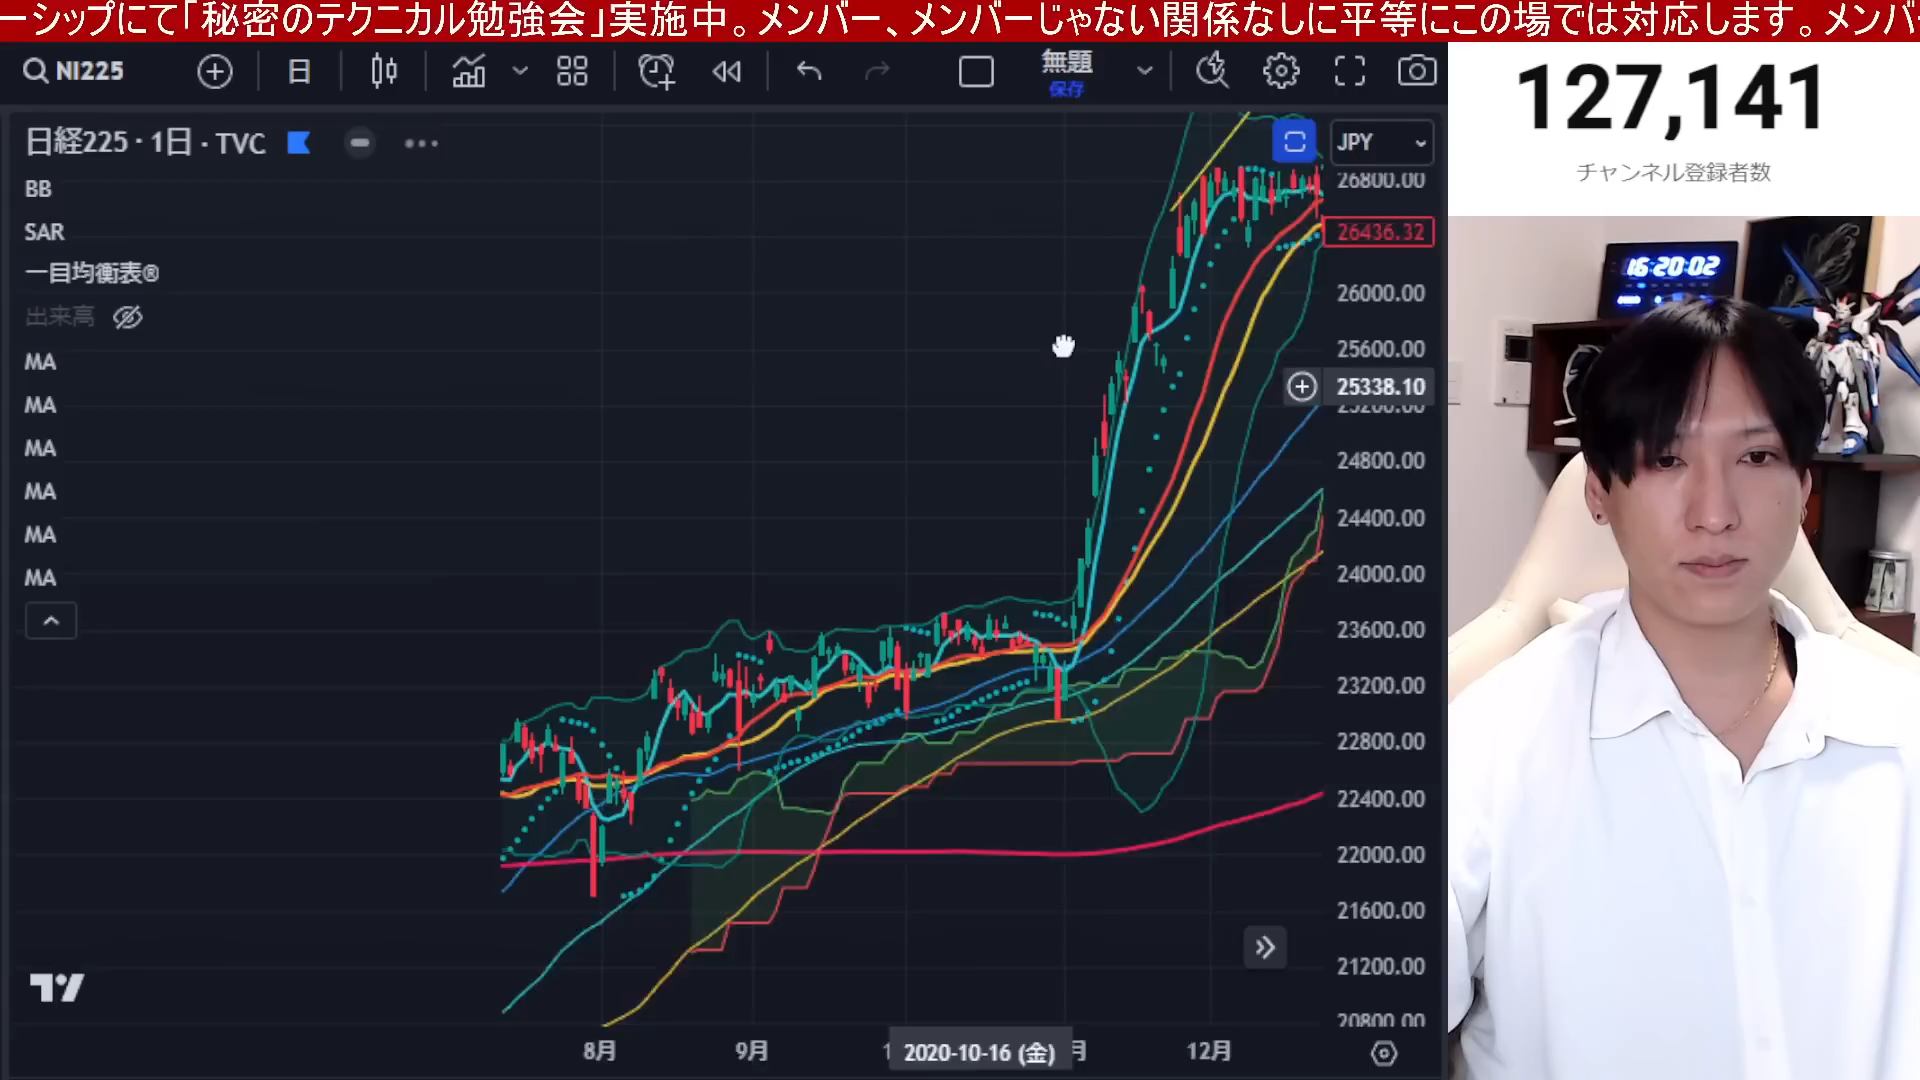 ーシップにて「秘密のテクニカル勉強会」実施中。メンバー、メンバーじゃない関係なしに平等にこの場では対応します。メンバ
NI225
日
無題
保存
127,141
チャンネル登録者数
日経225・1日・TVC
JPY
BB
SAR
一目均衡表®
出来高
MA
MA
MA
MA
MA
MA
26800.00
26436.32
26000.00
25600.00
25338.10
25200.00
24800.00
24400.00
24000.00
23600.00
23200.00
22800.00
22400.00
22000.00
21600.00
21200.00
20800.00
16:20:02
8月
9月
1
2020-10-16 (金)
月
12月